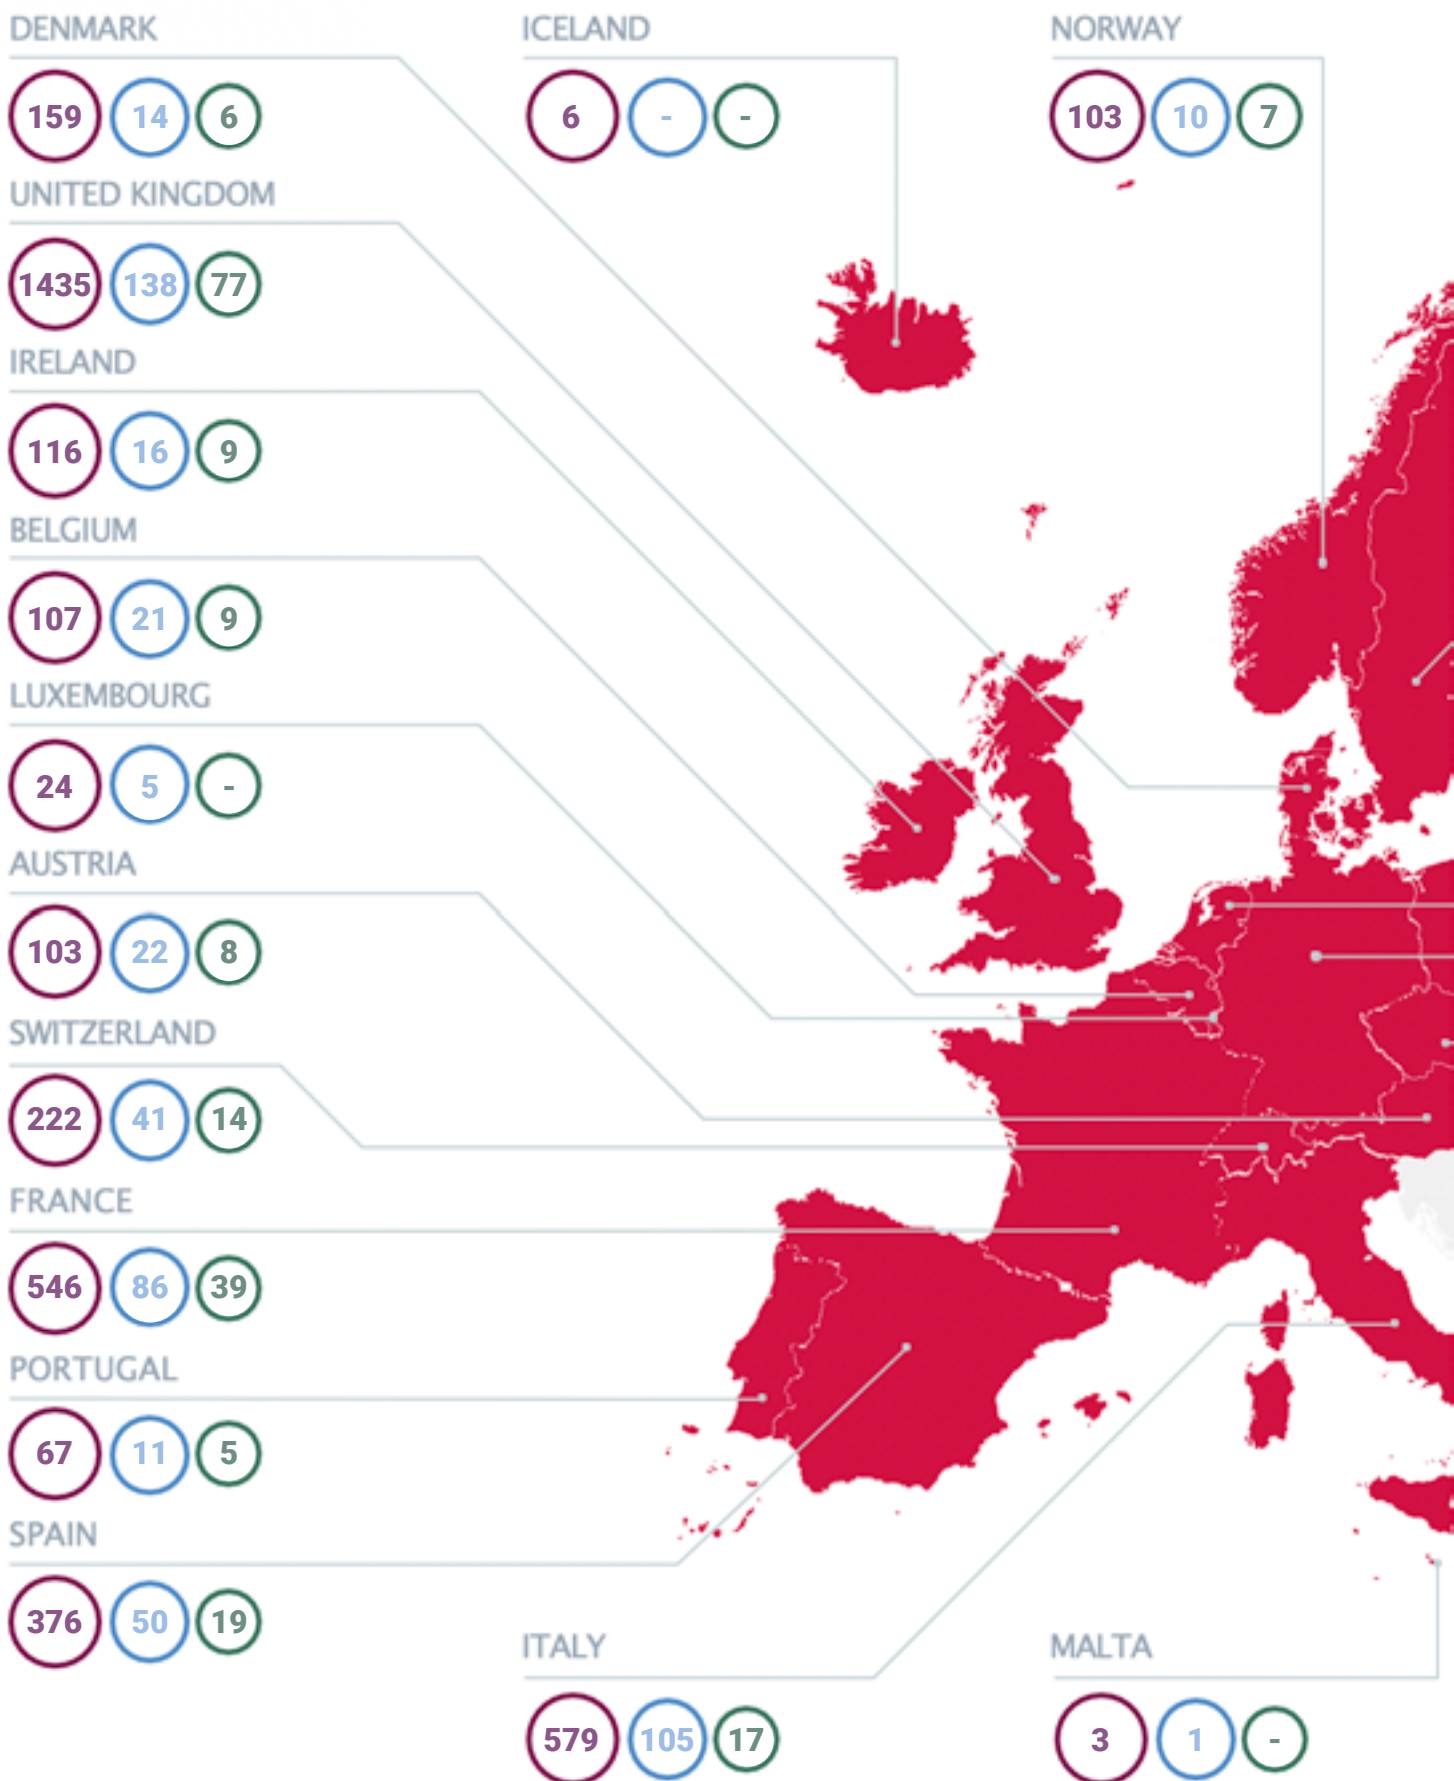 DENMARK
159 14 6
UNITED KINGDOM
1435 138 77
IRELAND
116 16 9
BELGIUM
107 21 9
LUXEMBOURG
24 5 -
AUSTRIA
103 22 8
SWITZERLAND
222 41 14
FRANCE
546 86 39
PORTUGAL
67 11 5
SPAIN
376 50 19
ICELAND
6 - -
NORWAY
103 10 7
ITALY
579 105 17
MALTA
3 1 -